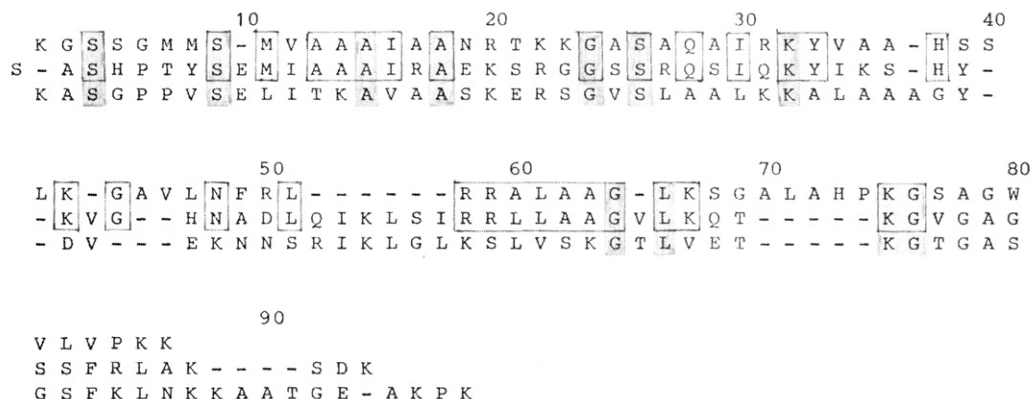 10 20 30 40
K G S S G M M S - M V A A A I A A N R T K K G A S A Q A I R K Y V A A - H S S
S - A S H P T Y S E M I A A A I R A E K S R G G S S R Q S I Q K Y I K S - H Y -
K A S G P P V S E L I T K A V A A S K E R S G V S L A A L K K A L A A A G Y -
50 60 70 80
L K - G A V L N F R L - - - - - - R R A L A A G - L K S G A L A H P K G S A G W
- K V G - - H N A D L Q I K L S I R R L L A A G V L K Q T - - - - - K G V G A G
- D V - - - E K N N S R I K L G L K S L V S K G T L V E T - - - - - K G T G A S
90
V L V P K K
S S F R L A K - - - - S D K
G S F K L N K K A A T G E - A K P K